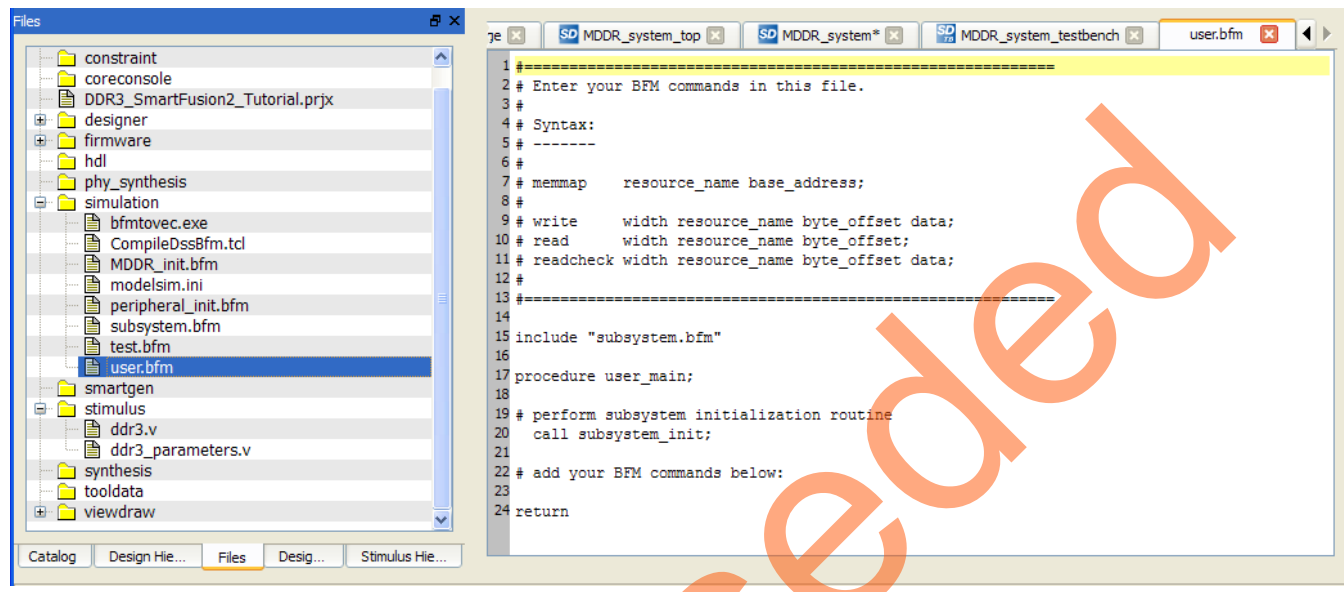 Files
constraint
coreconsole
DDR3_SmartFusion2_Tutorial.prjx
designer
firmware
hdl
phy_synthesis
simulation
bfmtovec.exe
CompileDssBfm.tcl
MDDR_init.bfm
modelsim.ini
peripheral_init.bfm
subsystem.bfm
test.bfm
user.bfm
smartgen
stimulus
ddr3.v
ddr3_parameters.v
synthesis
tooldata
viewdraw
Catalog Design Hie... Files Desig... Stimulus Hie...
ge SD MDDR_system_top SD MDDR_system* SD TB MDDR_system_testbench user.bfm
1 #===========================================================
2 # Enter your BFM commands in this file.
3 #
4 # Syntax:
5 # -------
6 #
7 # memmap resource_name base_address;
8 #
9 # write width resource_name byte_offset data;
10 # read width resource_name byte_offset;
11 # readcheck width resource_name byte_offset data;
12 #
13 #===========================================================
14
15 include "subsystem.bfm"
16
17 procedure user_main;
18
19 # perform subsystem initialization routine
20 call subsystem_init;
21
22 # add your BFM commands below:
23
24 return
seded